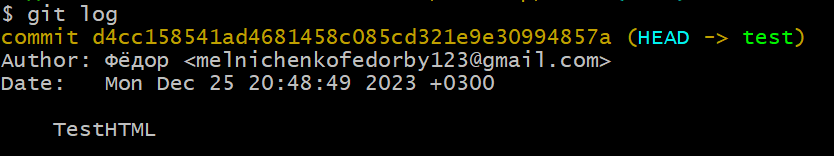 $ git log
commit d4cc158541ad4681458c085cd321e9e30994857a (HEAD -> test)
Author: Фёдор <melnichenkofedorby123@gmail.com>
Date:   Mon Dec 25 20:48:49 2023 +0300
    TestHTML